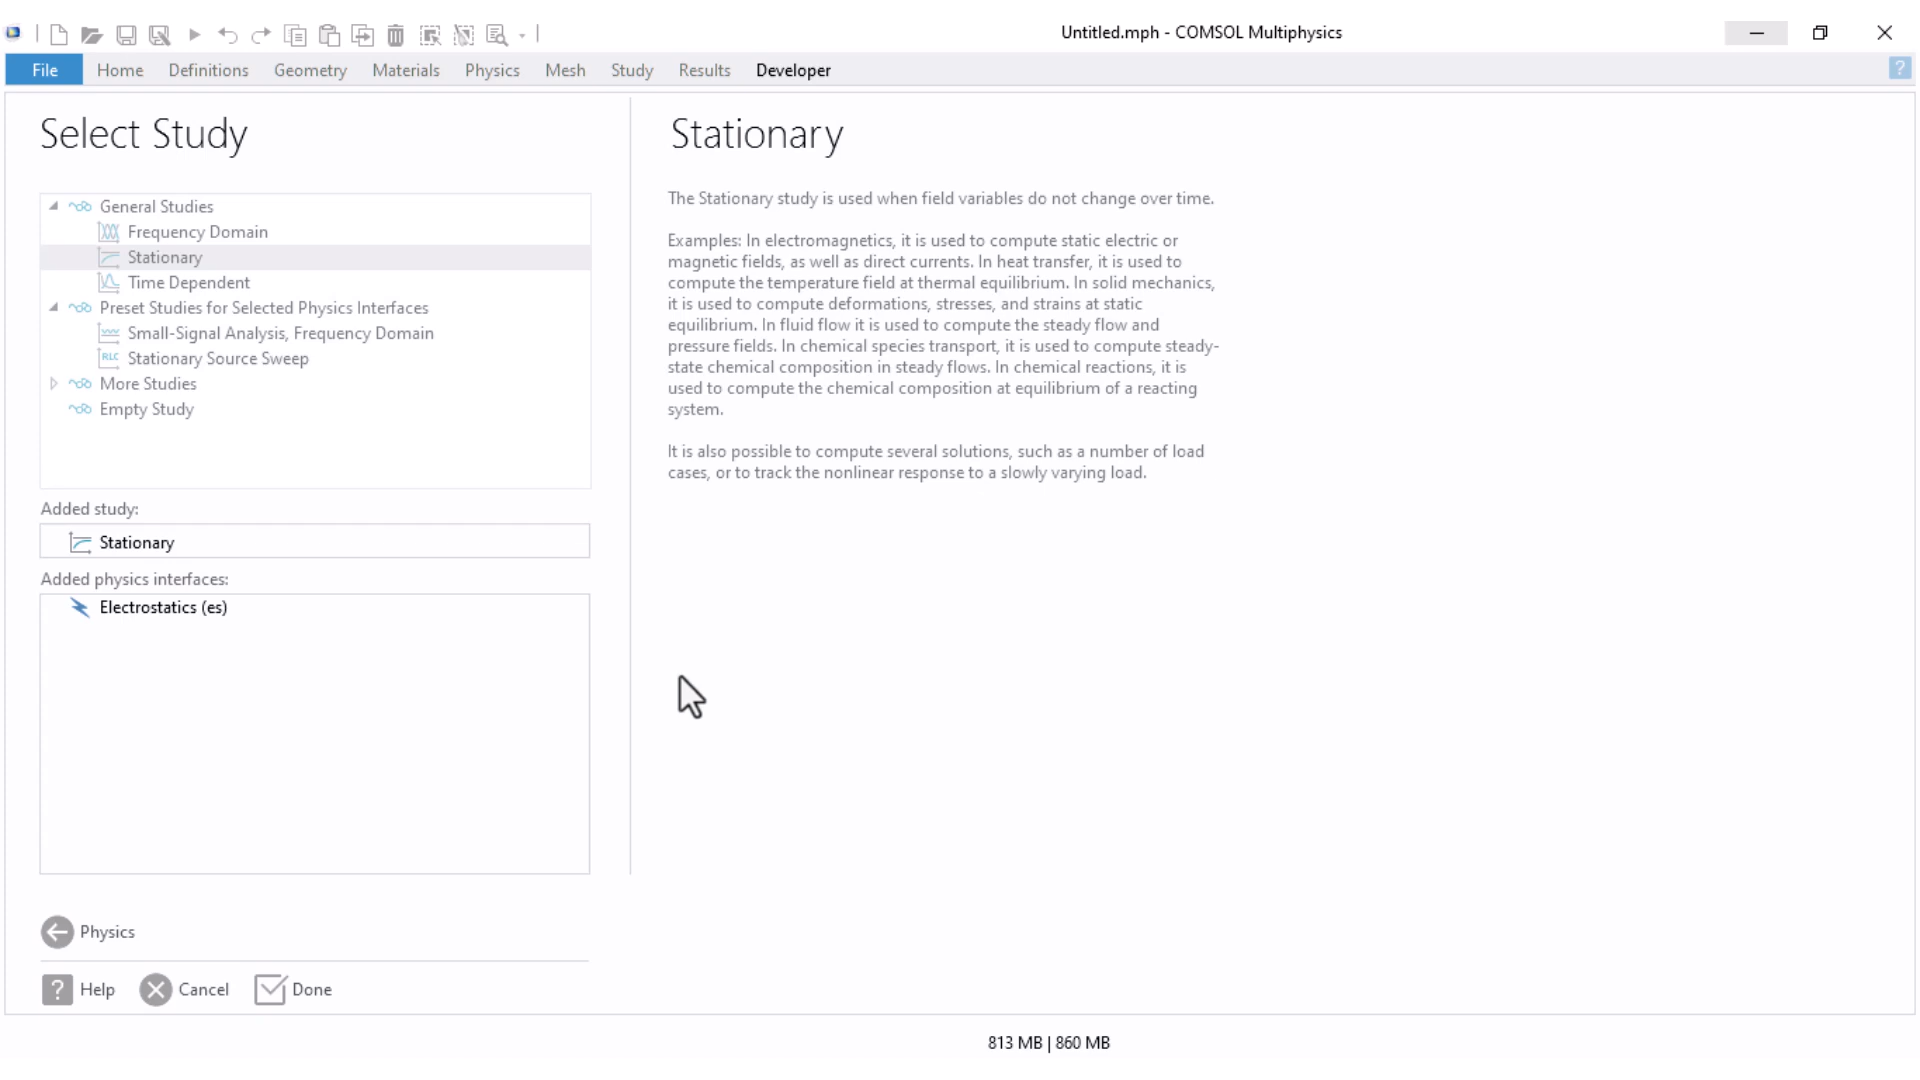 Untitled.mph - COMSOL Multiphysics
File Home Definitions Geometry Materials Physics Mesh Study Results Developer ?
Select Study
General Studies
Frequency Domain
Stationary
Time Dependent
Preset Studies for Selected Physics Interfaces
Small-Signal Analysis, Frequency Domain
RLC Stationary Source Sweep
More Studies
Empty Study
Added study:
Stationary
Added physics interfaces:
Electrostatics (es)
Physics
? Help Cancel Done
Stationary
The Stationary study is used when field variables do not change over time.
Examples: In electromagnetics, it is used to compute static electric or
magnetic fields, as well as direct currents. In heat transfer, it is used to
compute the temperature field at thermal equilibrium. In solid mechanics,
it is used to compute deformations, stresses, and strains at static
equilibrium. In fluid flow it is used to compute the steady flow and
pressure fields. In chemical species transport, it is used to compute steady-
state chemical composition in steady flows. In chemical reactions, it is
used to compute the chemical composition at equilibrium of a reacting
system.
It is also possible to compute several solutions, such as a number of load
cases, or to track the nonlinear response to a slowly varying load.
813 MB | 860 MB